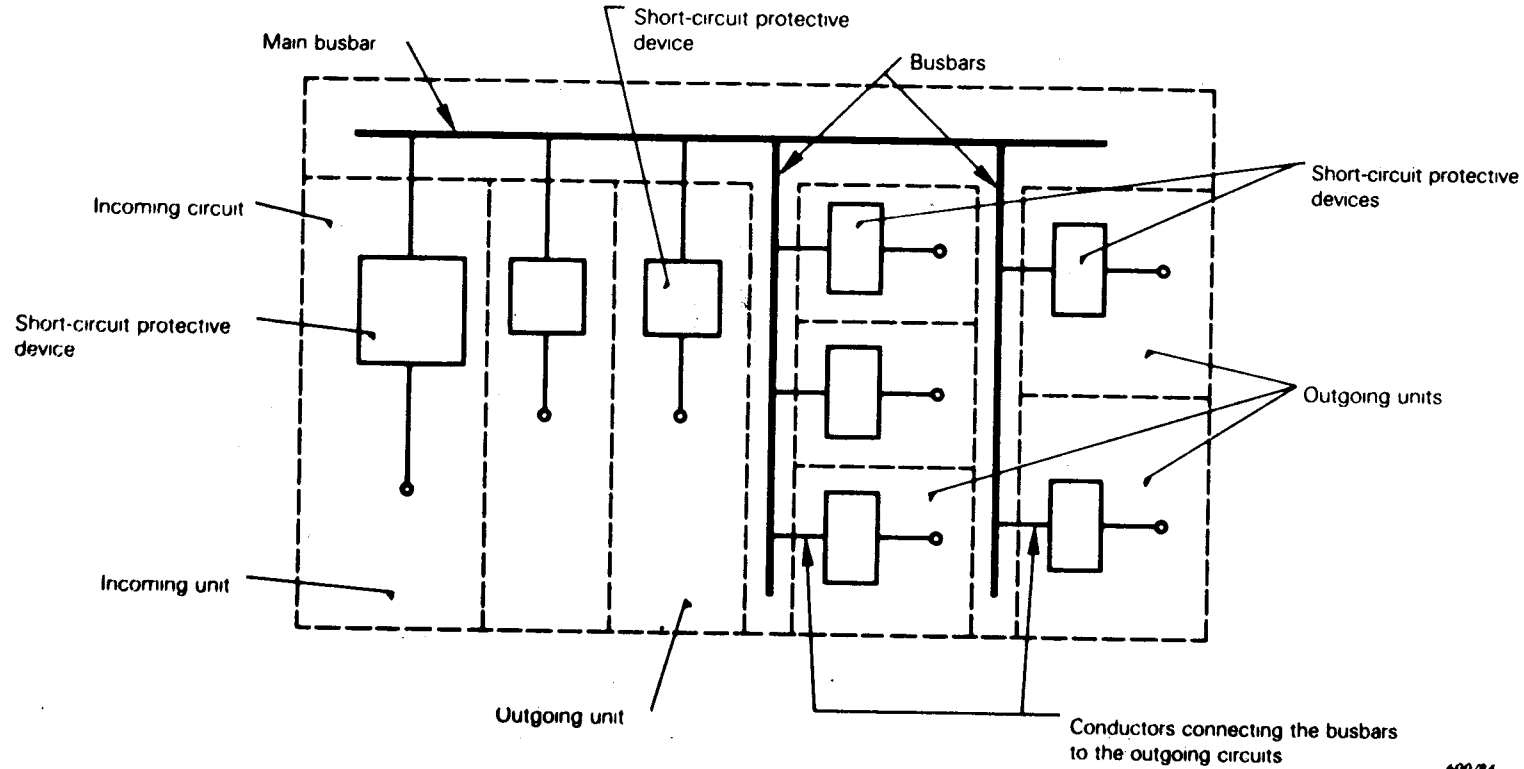 Short-circuit protective
device
Main busbar
Busbars
Short-circuit protective
devices
Incoming circuit
Short-circuit protective
device
Outgoing units
Incoming unit
Outgoing unit
Conductors connecting the busbars
to the outgoing circuits